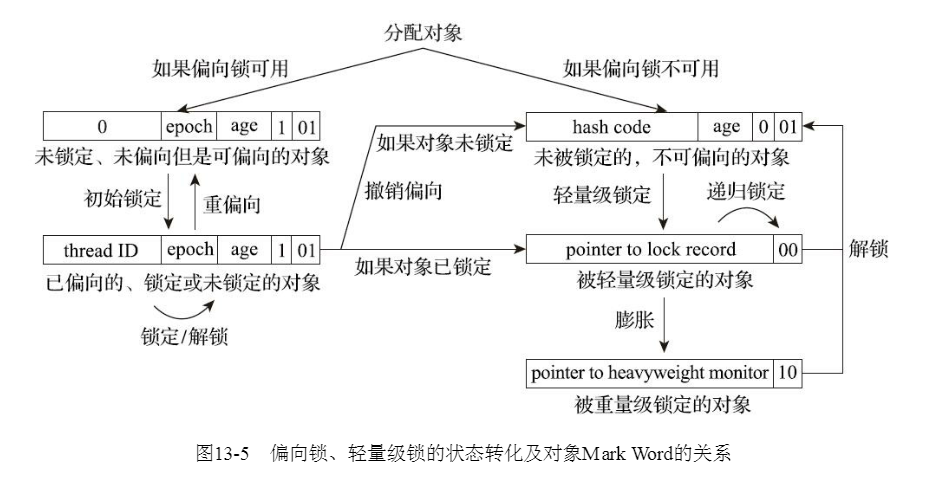 分配对象
如果偏向锁可用
如果偏向锁不可用
0 epoch age 1 01
hash code age 0 01
未锁定、未偏向但是可偏向的对象
如果对象未锁定
未被锁定的，不可偏向的对象
初始锁定
重偏向
撤销偏向
轻量级锁定
递归锁定
thread ID epoch age 1 01
pointer to lock record 00
解锁
已偏向的、锁定或未锁定的对象
如果对象已锁定
被轻量级锁定的对象
锁定/解锁
膨胀
pointer to heavyweight monitor 10
被重量级锁定的对象
图13-5 偏向锁、轻量级锁的状态转化及对象Mark Word的关系